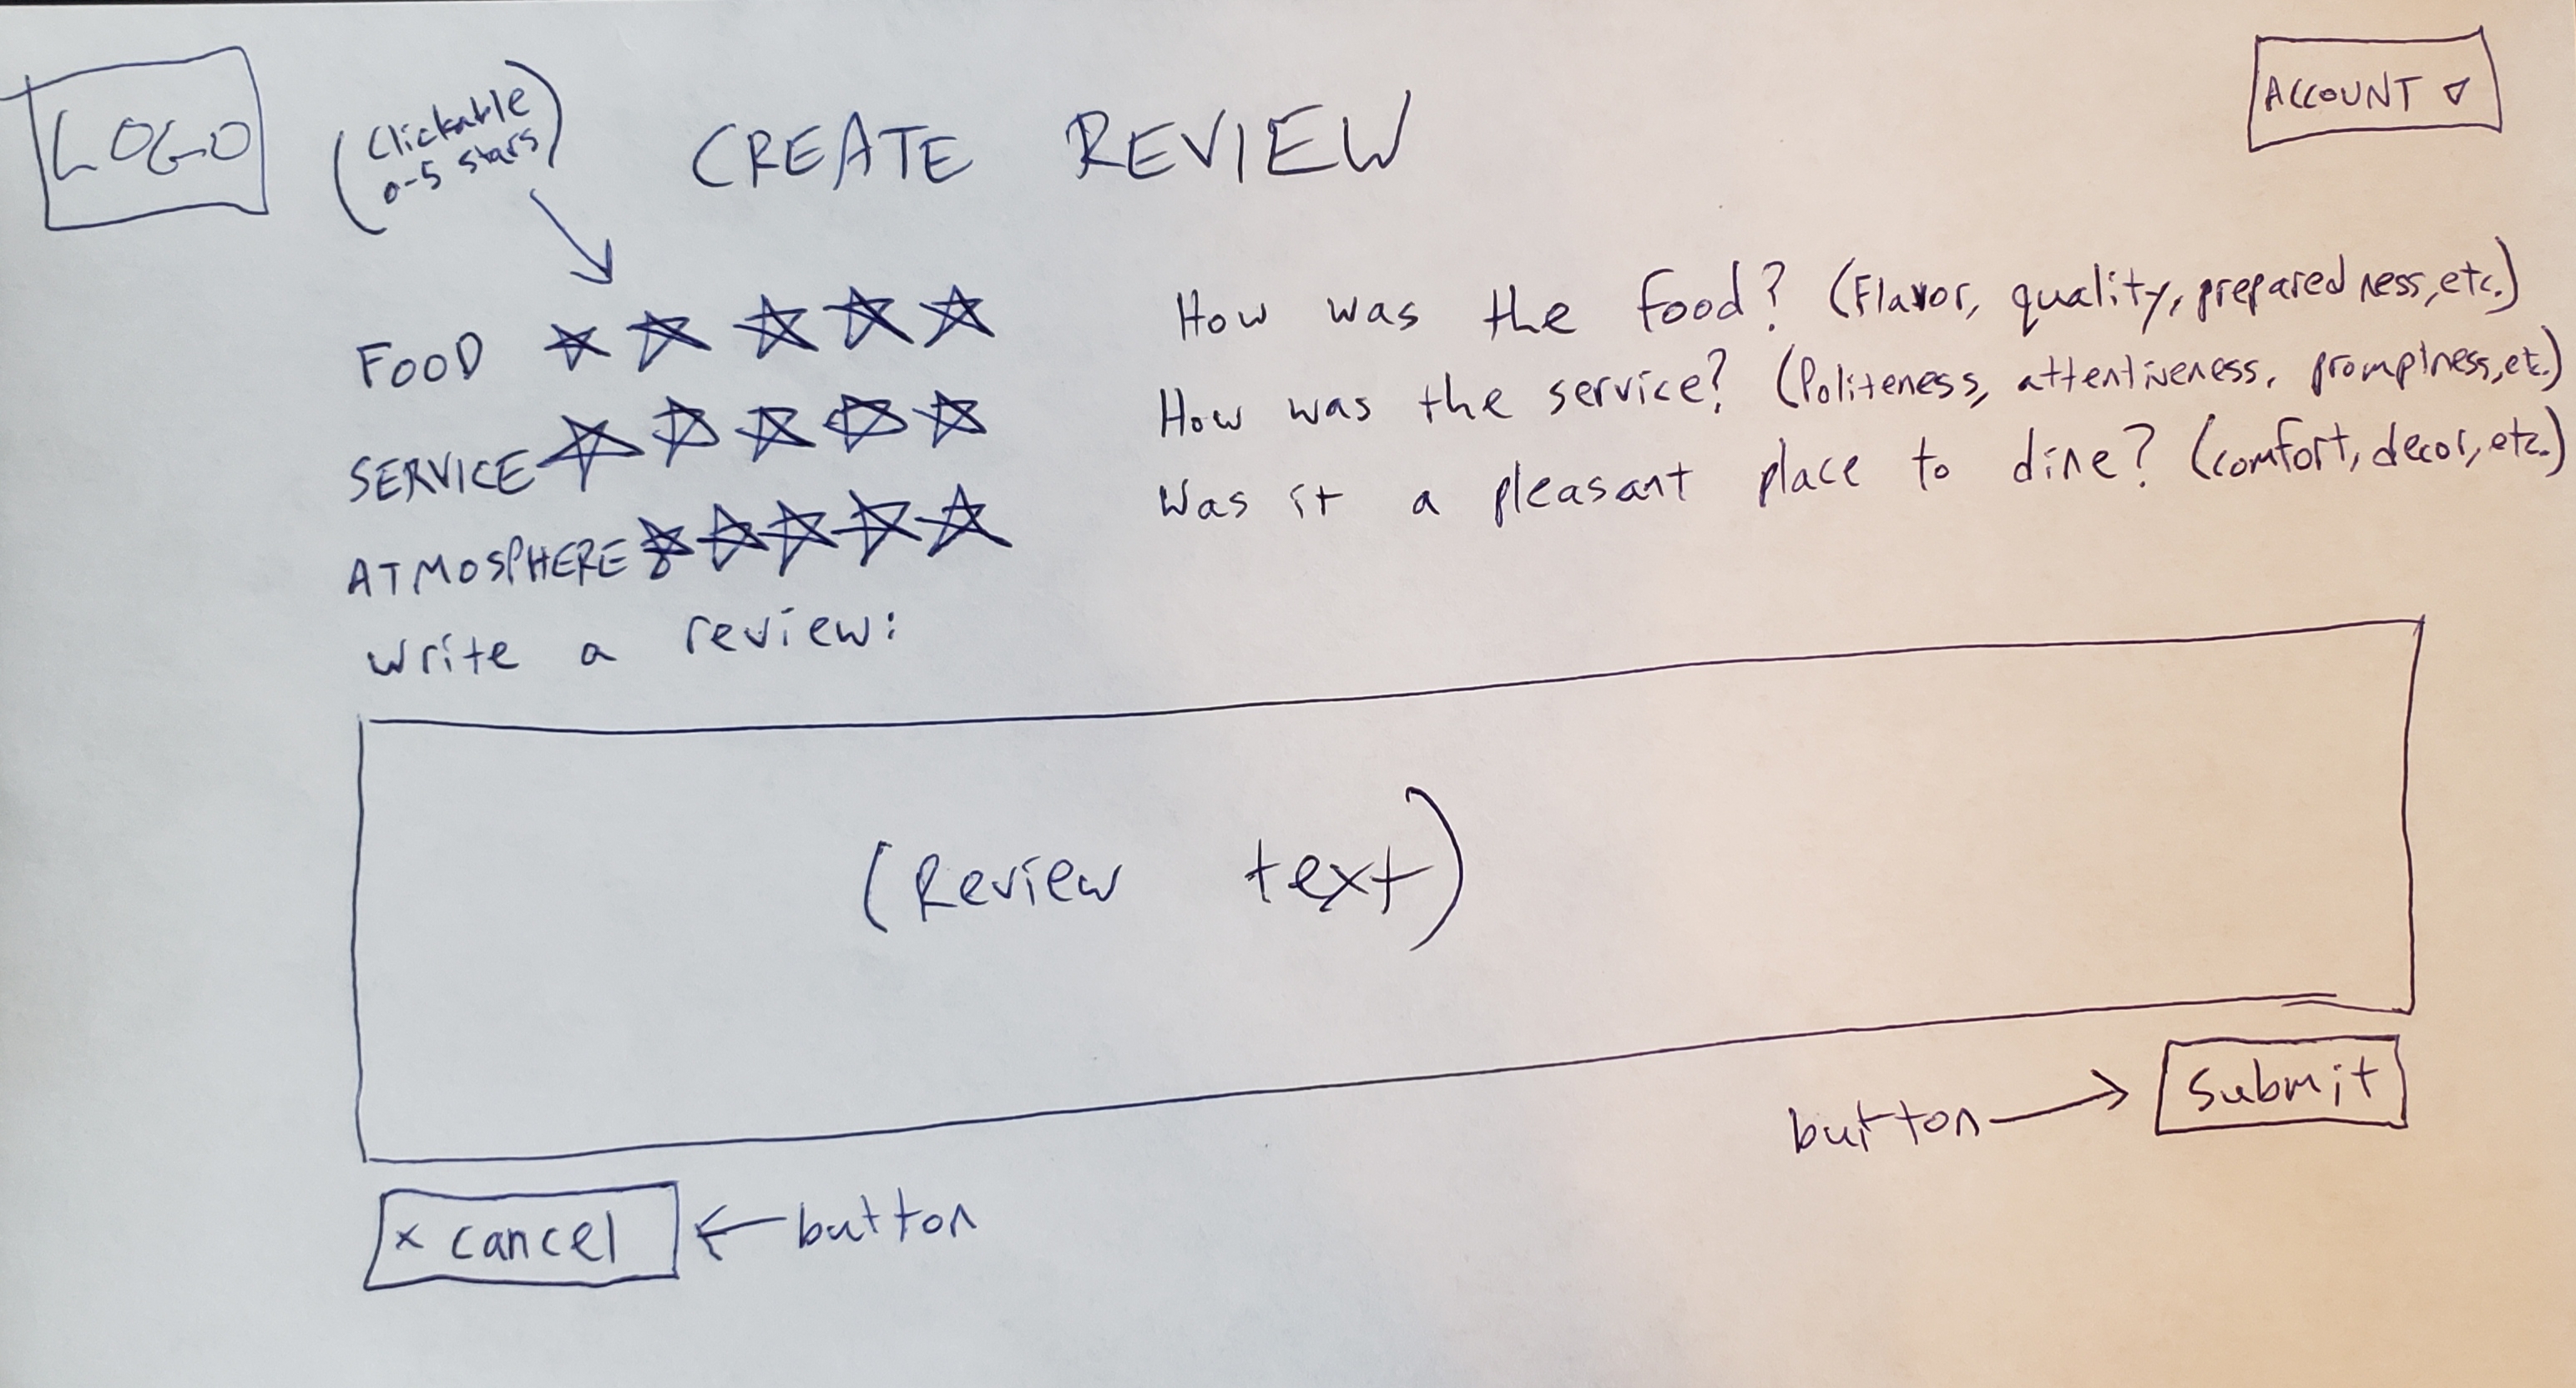 LOGO
(Clickable
0-5 stars)
CREATE REVIEW
ACCOUNT
FOOD
How was the food? (Flavor, quality, preparedness, etc.)
SERVICE
How was the service? (Politeness, attentiveness, promptness, etc.)
ATMOSPHERE
Was it a pleasant place to dine? (comfort, decor, etc.)
write a review:
(Review text)
button
Submit
x cancel
button